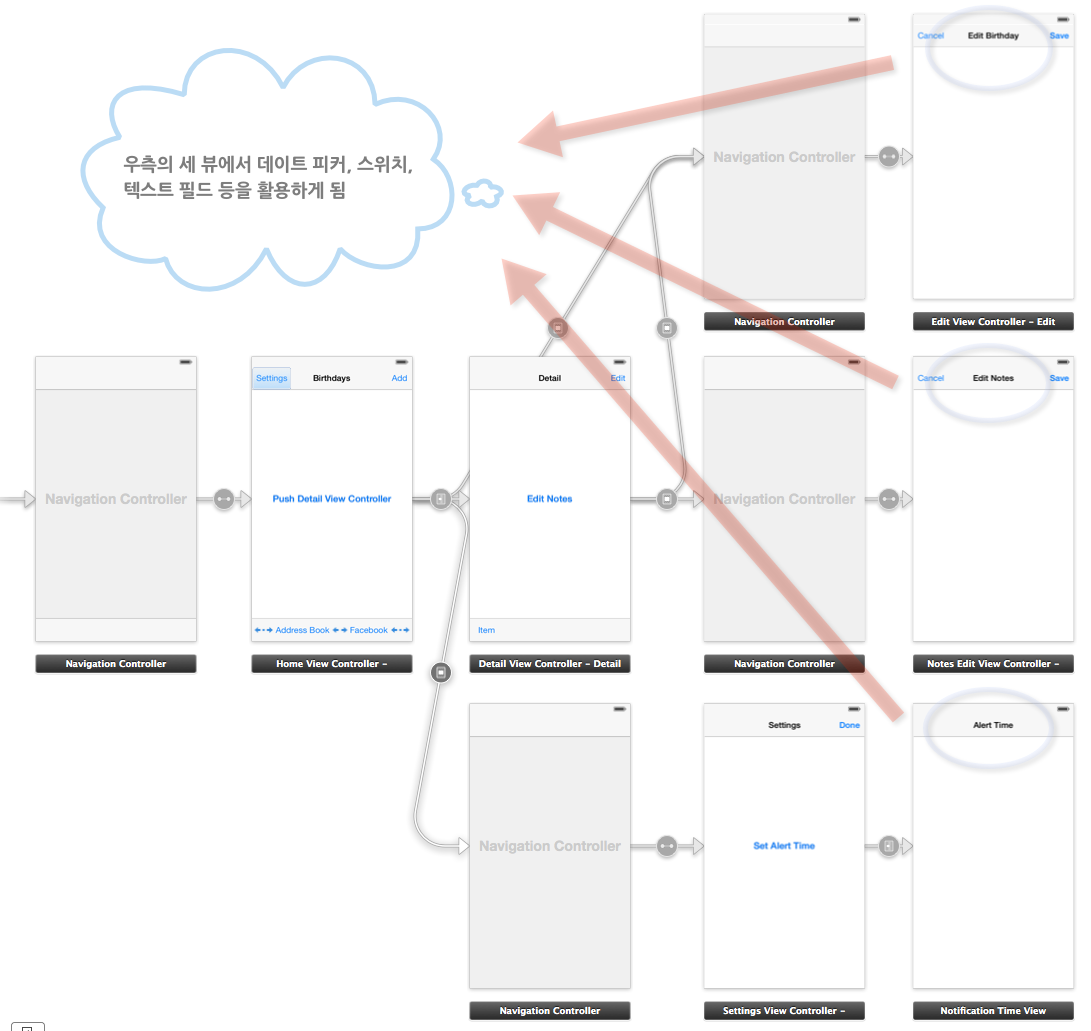 Cancel Edit Birthday Save
우측의 세 뷰에서 데이트 피커, 스위치,
텍스트 필드 등을 활용하게 됨
Navigation Controller
Navigation Controller
Edit View Controller – Edit
Settings Birthdays Add
Detail Edit
Cancel Edit Notes Save
Navigation Controller
Push Detail View Controller
Edit Notes
Navigation Controller
Address Book Facebook
Item
Navigation Controller
Home View Controller –
Detail View Controller – Detail
Navigation Controller
Notes Edit View Controller –
Settings Done
Alert Time
Navigation Controller
Set Alert Time
Navigation Controller
Settings View Controller –
Notification Time View